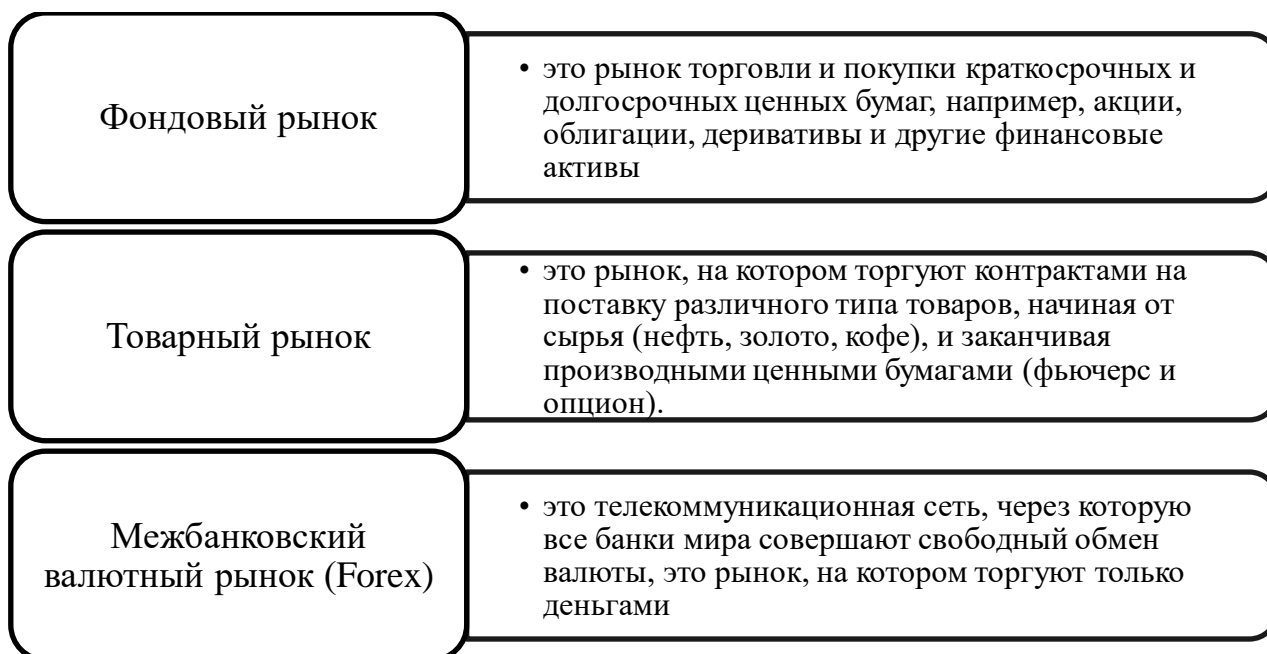 Фондовый рынок
• это рынок торговли и покупки краткосрочных и
долгосрочных ценных бумаг, например, акции,
облигации, деривативы и другие финансовые
активы
Товарный рынок
• это рынок, на котором торгуют контрактами на
поставку различного типа товаров, начиная от
сырья (нефть, золото, кофе), и заканчивая
производными ценными бумагами (фьючерс и
опцион).
Межбанковский
валютный рынок (Forex)
• это телекоммуникационная сеть, через которую
все банки мира совершают свободный обмен
валюты, это рынок, на котором торгуют только
деньгами